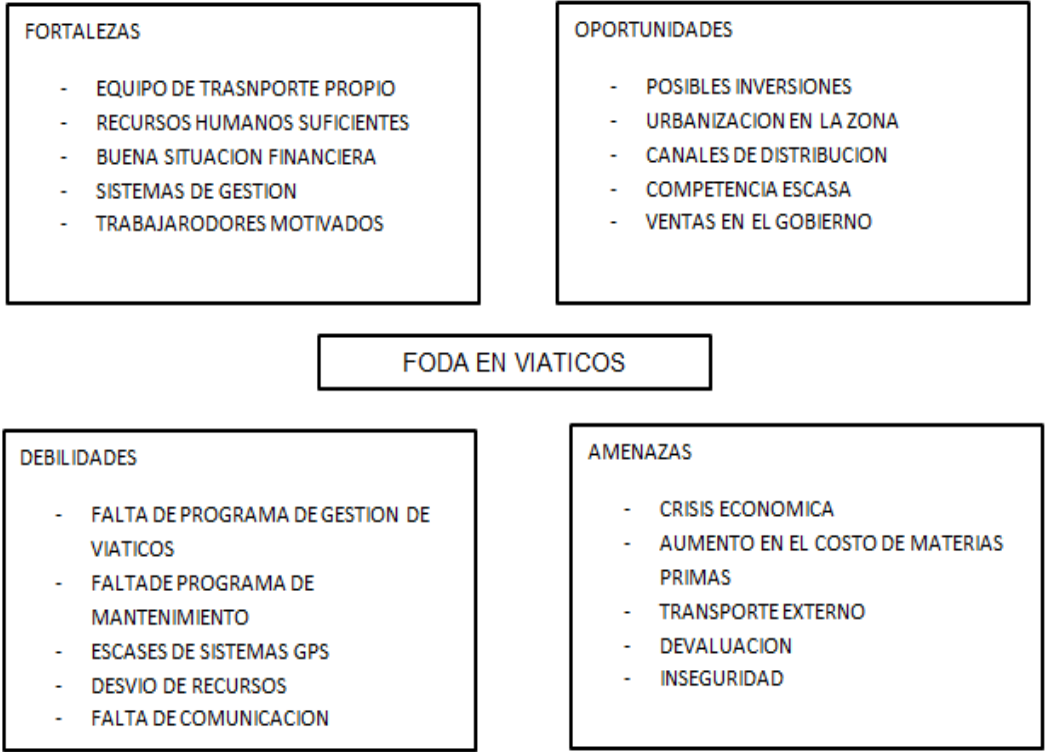 FORTALEZAS
- EQUIPO DE TRASNPORTE PROPIO
- RECURSOS HUMANOS SUFICIENTES
- BUENA SITUACION FINANCIERA
- SISTEMAS DE GESTION
- TRABAJARODORES MOTIVADOS
OPORTUNIDADES
- POSIBLES INVERSIONES
- URBANIZACION EN LA ZONA
- CANALES DE DISTRIBUCION
- COMPETENCIA ESCASA
- VENTAS EN EL GOBIERNO
FODA EN VIATICOS
DEBILIDADES
- FALTA DE PROGRAMA DE GESTION DE
VIATICOS
- FALTADE PROGRAMA DE
MANTENIMIENTO
- ESCASES DE SISTEMAS GPS
- DESVIO DE RECURSOS
- FALTA DE COMUNICACION
AMENAZAS
- CRISIS ECONOMICA
- AUMENTO EN EL COSTO DE MATERIAS
PRIMAS
- TRANSPORTE EXTERNO
- DEVALUACION
- INSEGURIDAD